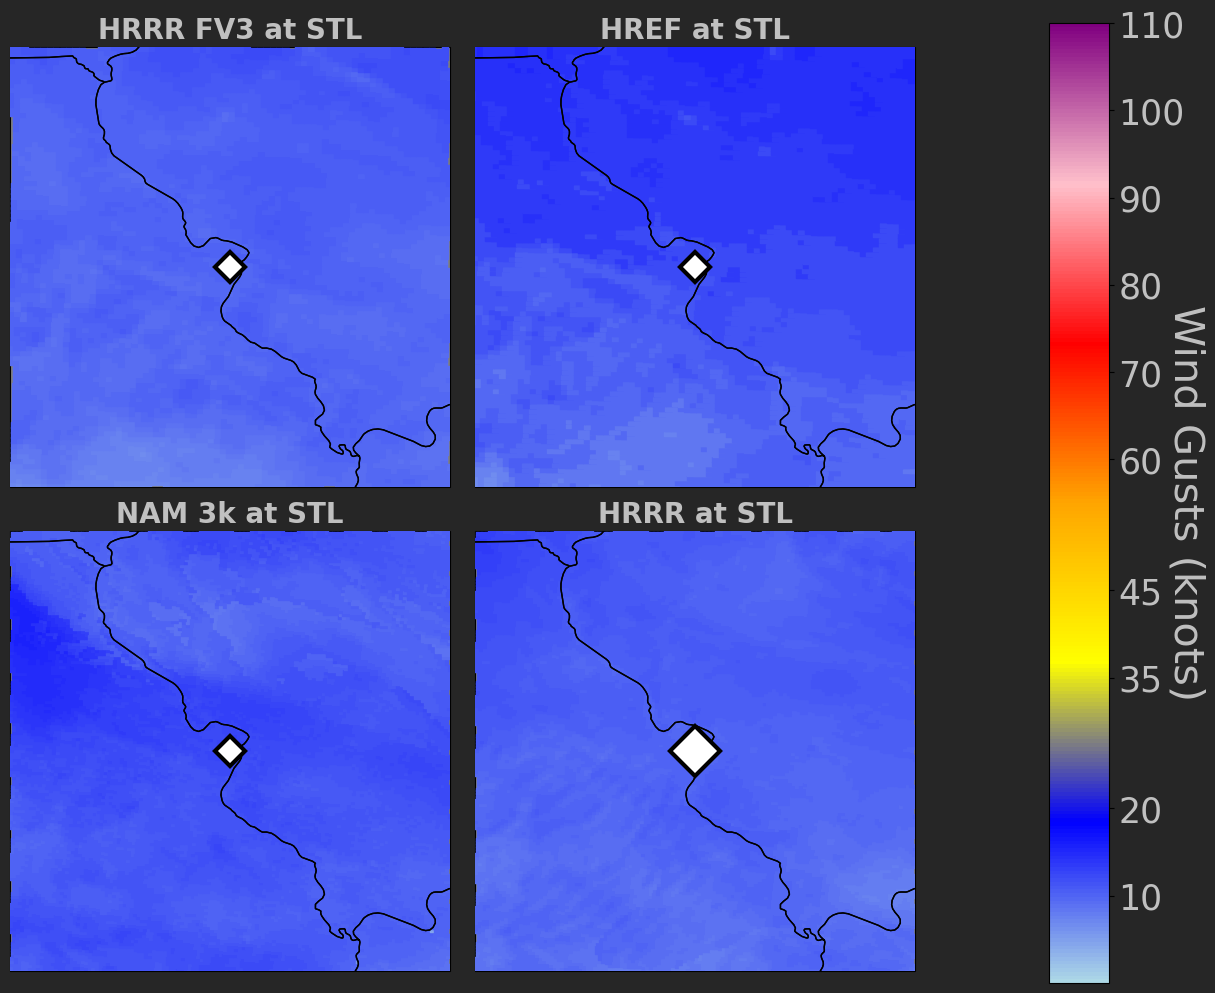 HRRR FV3 at STL
HREF at STL
NAM 3k at STL
HRRR at STL
110
100
90
80
70
60
45
35
20
10
Wind Gusts (knots)